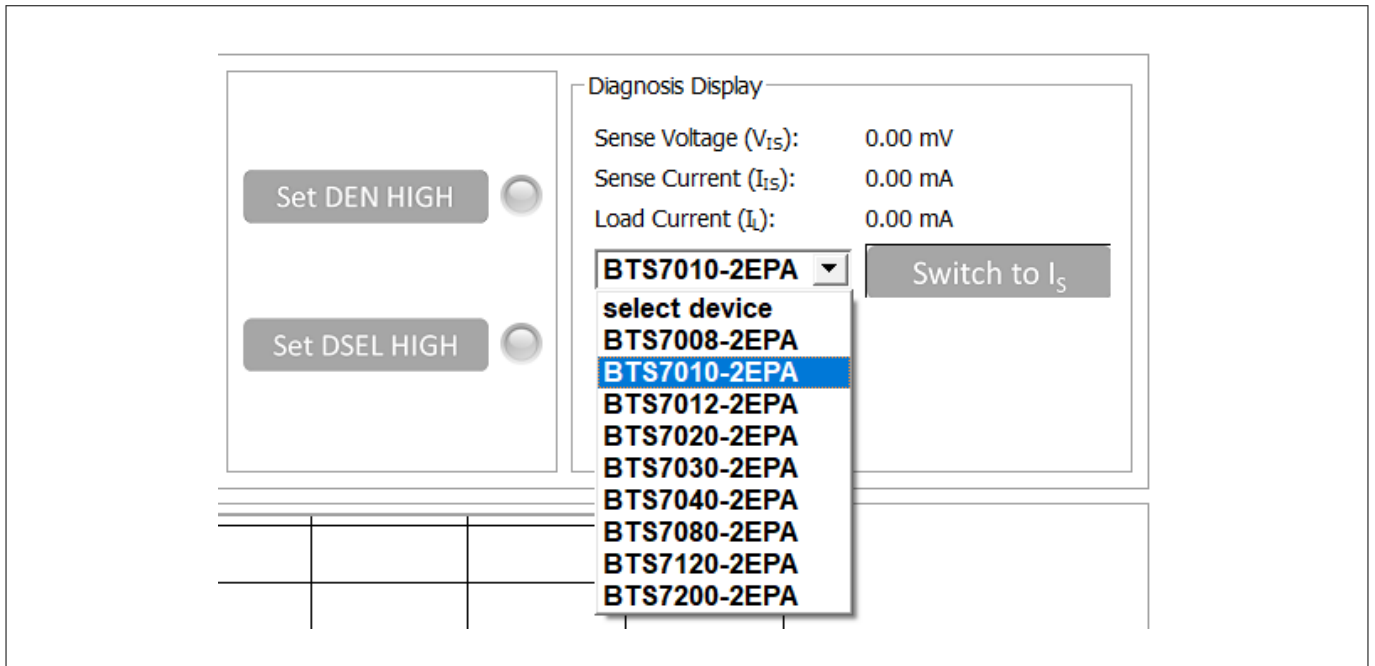 Set DEN HIGH
Set DSEL HIGH
Diagnosis Display
Sense Voltage (VIS): 0.00 mV
Sense Current (IIS): 0.00 mA
Load Current (IL): 0.00 mA
BTS7010-2EPA
Switch to IS
select device
BTS7008-2EPA
BTS7010-2EPA
BTS7012-2EPA
BTS7020-2EPA
BTS7030-2EPA
BTS7040-2EPA
BTS7080-2EPA
BTS7120-2EPA
BTS7200-2EPA